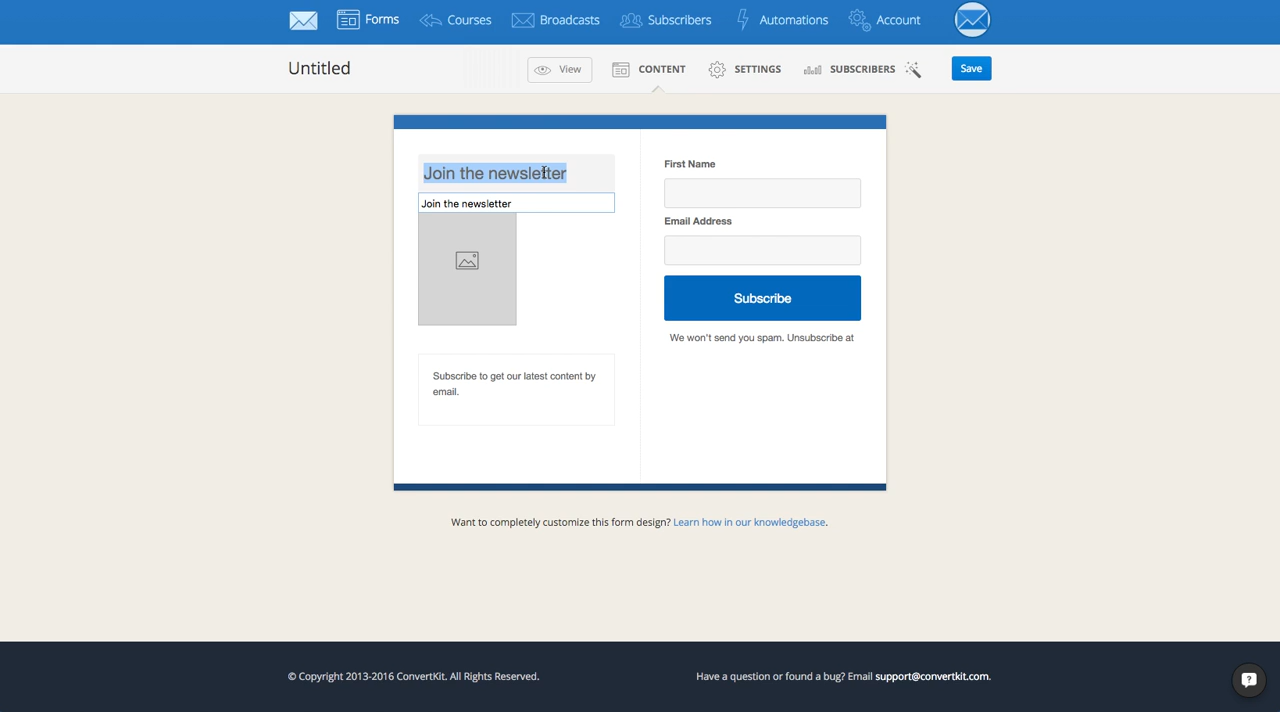 Forms
Courses
Broadcasts
Subscribers
Automations
Account
Untitled
View
CONTENT
SETTINGS
SUBSCRIBERS
Save
Join the newsletter
Join the newsletter
Subscribe to get our latest content by
email.
First Name
Email Address
Subscribe
We won't send you spam. Unsubscribe at
Want to completely customize this form design? Learn how in our knowledgebase.
© Copyright 2013-2016 ConvertKit. All Rights Reserved.
Have a question or found a bug? Email support@convertkit.com.
?